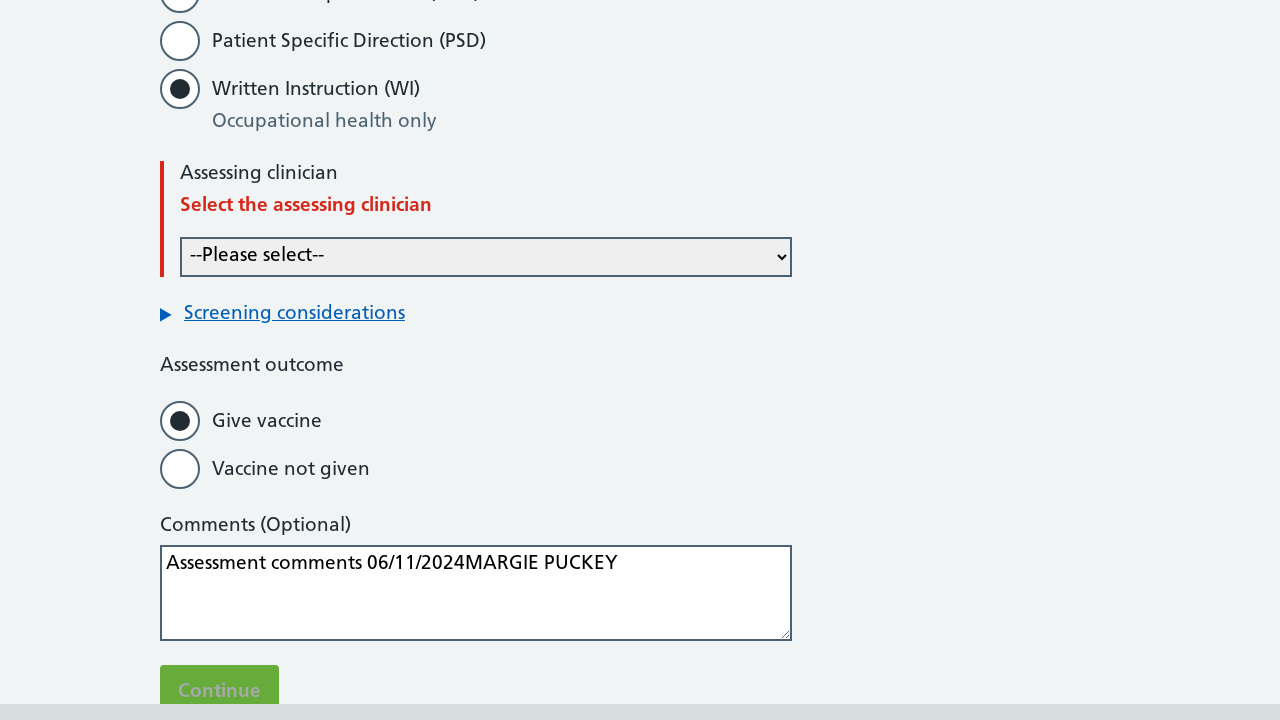 Patient Specific Direction (PSD)
Written Instruction (WI)
Occupational health only
Assessing clinician
Select the assessing clinician
--Please select--
Screening considerations
Assessment outcome
Give vaccine
Vaccine not given
Comments (Optional)
Assessment comments 06/11/2024MARGIE PUCKEY
Continue